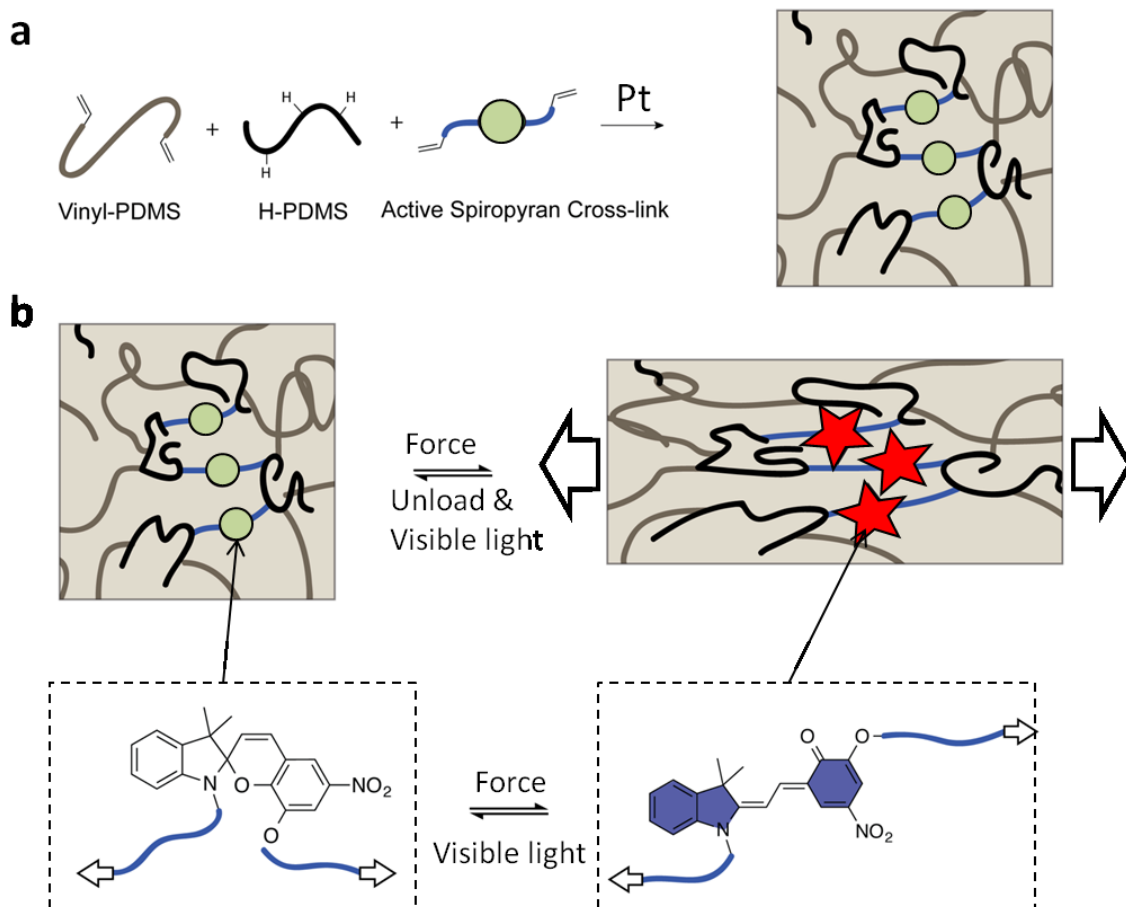 a
H H
+ + Pt
H
Vinyl-PDMS H-PDMS Active Spiropyran Cross-link
b
Force
Unload &
Visible light
N O NO₂
O
Force
Visible light
O O
N NO₂